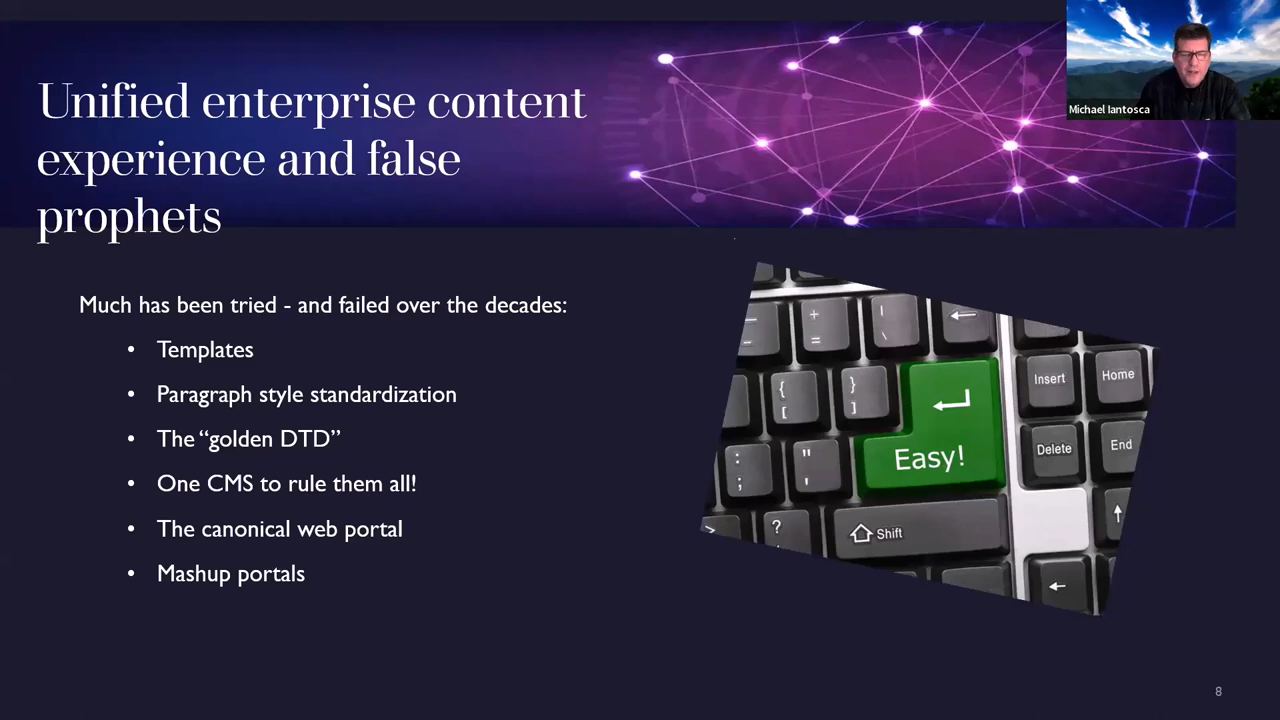 Unified enterprise content
experience and false
prophets
Michael Iantosca
Much has been tried - and failed over the decades:
• Templates
• Paragraph style standardization
• The “golden DTD”
• One CMS to rule them all!
• The canonical web portal
• Mashup portals
+
=
|
\
{
[
}
]
Insert
Home
:
;
"
'
Easy!
Delete
End
>
?
Shift
8